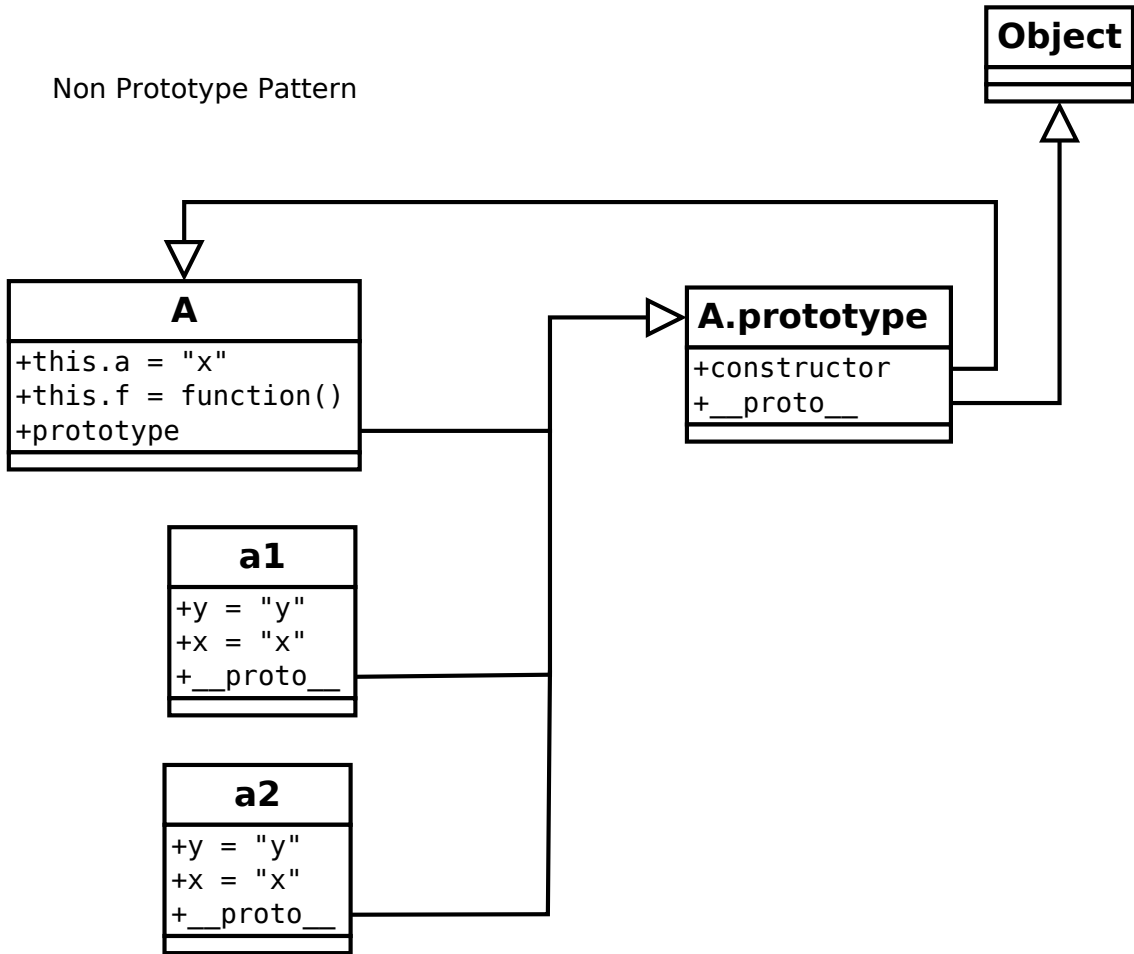 Object
Non Prototype Pattern
A
+this.a = "x"
+this.f = function()
+prototype
A.prototype
+constructor
+__proto__
a1
+y = "y"
+x = "x"
+__proto__
a2
+y = "y"
+x = "x"
+__proto__